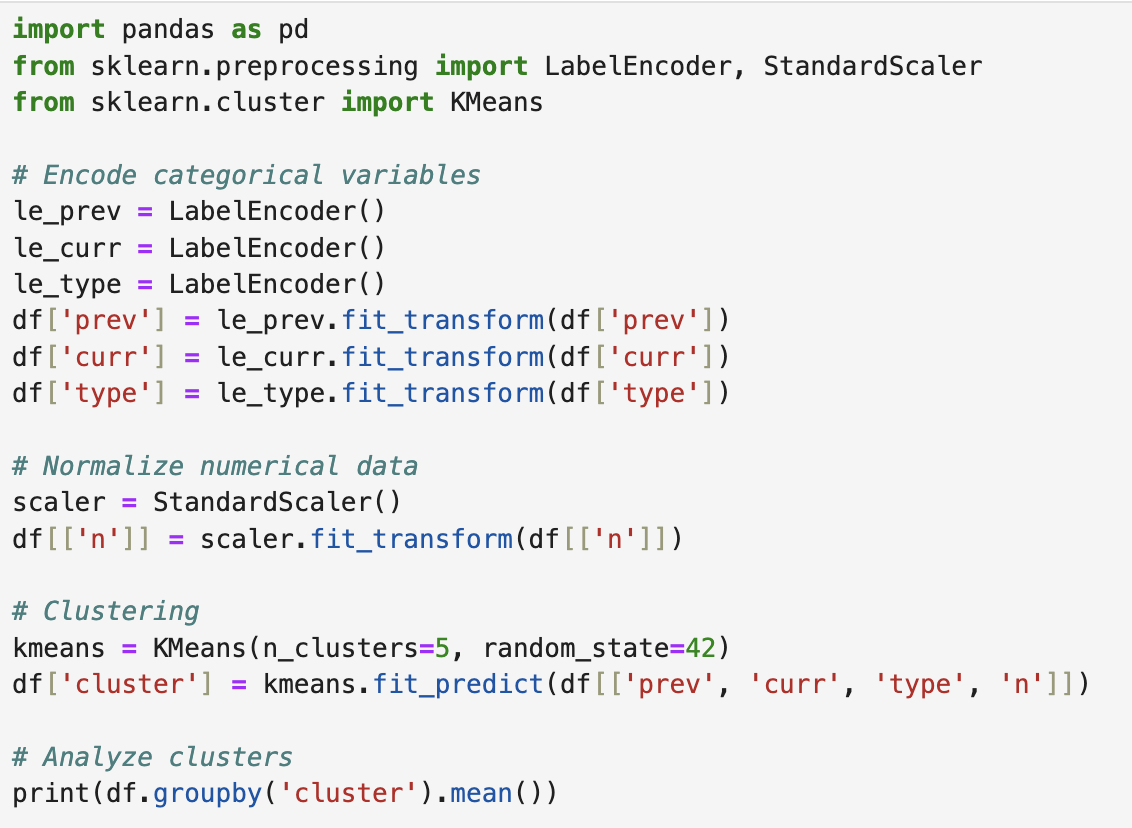 import pandas as pd
from sklearn.preprocessing import LabelEncoder, StandardScaler
from sklearn.cluster import KMeans
# Encode categorical variables
le_prev = LabelEncoder()
le_curr = LabelEncoder()
le_type = LabelEncoder()
df['prev'] = le_prev.fit_transform(df['prev'])
df['curr'] = le_curr.fit_transform(df['curr'])
df['type'] = le_type.fit_transform(df['type'])
# Normalize numerical data
scaler = StandardScaler()
df[['n']] = scaler.fit_transform(df[['n']])
# Clustering
kmeans = KMeans(n_clusters=5, random_state=42)
df['cluster'] = kmeans.fit_predict(df[['prev', 'curr', 'type', 'n']])
# Analyze clusters
print(df.groupby('cluster').mean())